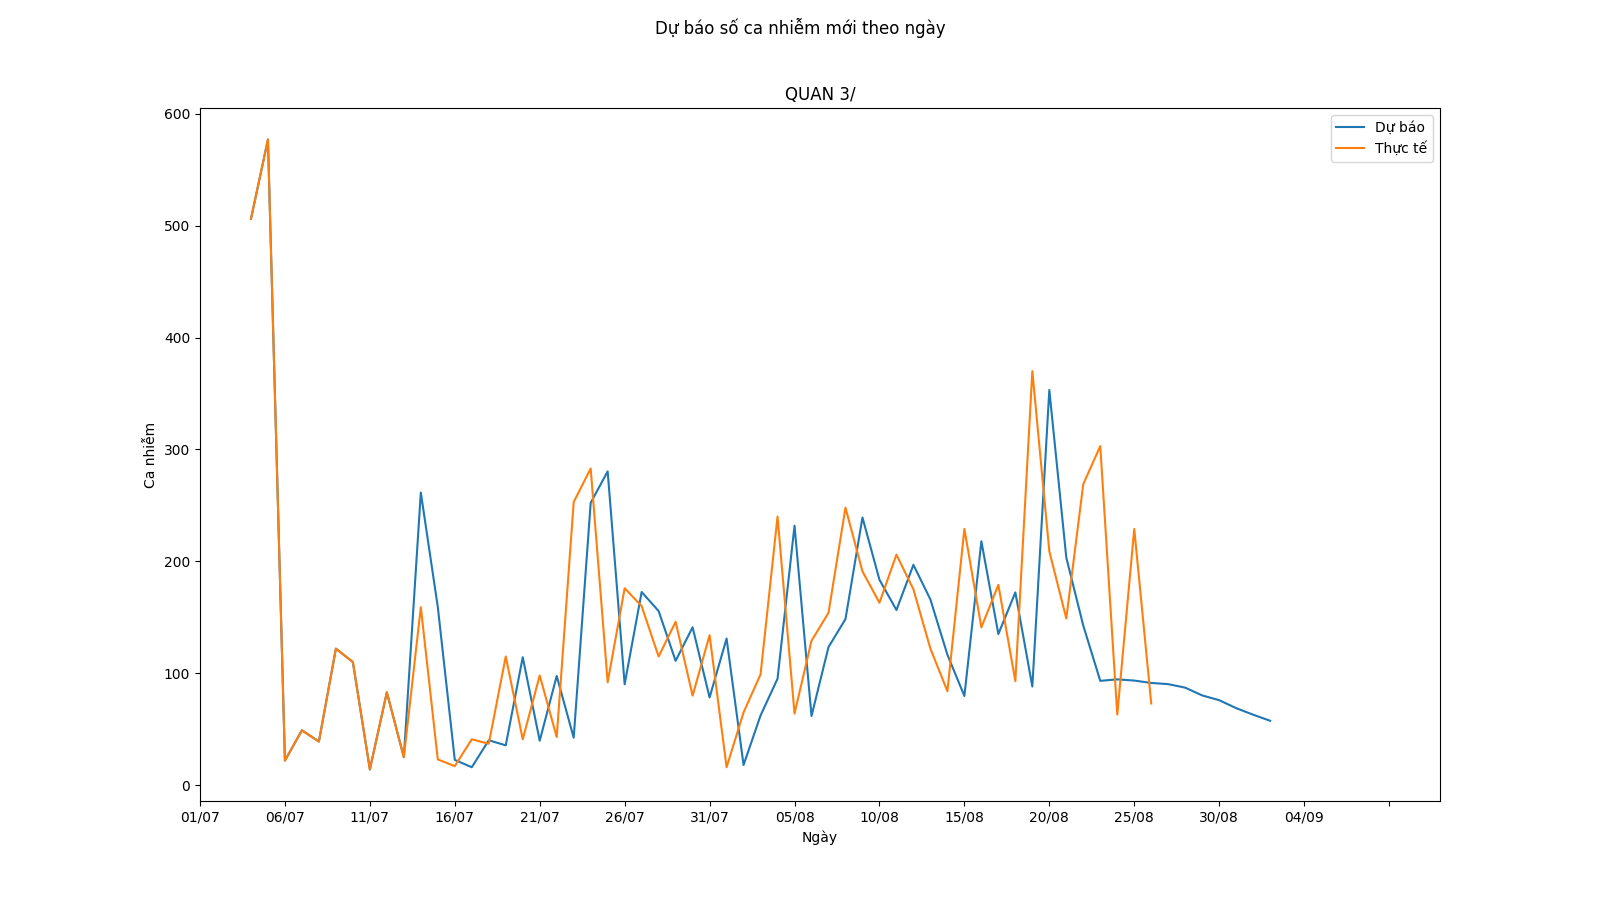 Dự báo số ca nhiễm mới theo ngày
QUAN 3/
Dự báo
Thực tế
600
500
400
300
200
100
0
Ca nhiễm
01/07 06/07 11/07 16/07 21/07 26/07 31/07 05/08 10/08 15/08 20/08 25/08 30/08 04/09
Ngày